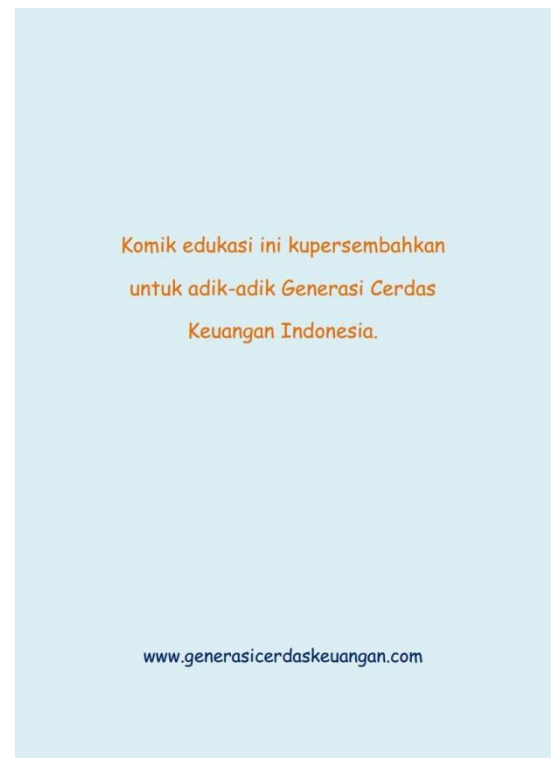 Komik edukasi ini kupersembahkan
untuk adik-adik Generasi Cerdas
Keuangan Indonesia.
www.generasicerdaskeuangan.com